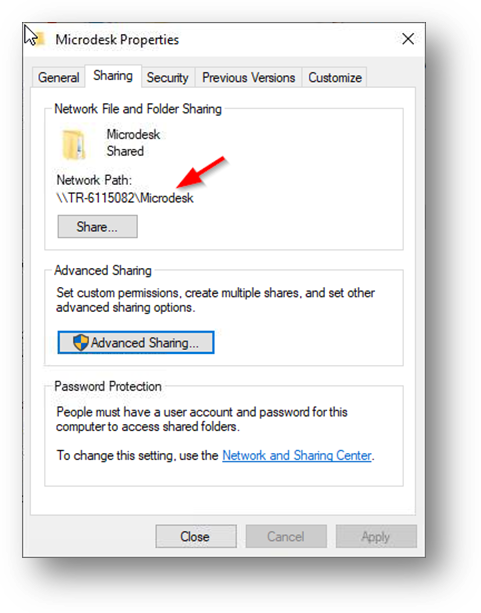 Microdesk Properties
General
Sharing
Security
Previous Versions
Customize
Network File and Folder Sharing
Microdesk
Shared
Network Path:
\\TR-6115082\Microdesk
Share...
Advanced Sharing
Set custom permissions, create multiple shares, and set other
advanced sharing options.
Advanced Sharing...
Password Protection
People must have a user account and password for this
computer to access shared folders.
To change this setting, use the Network and Sharing Center.
Close
Cancel
Apply